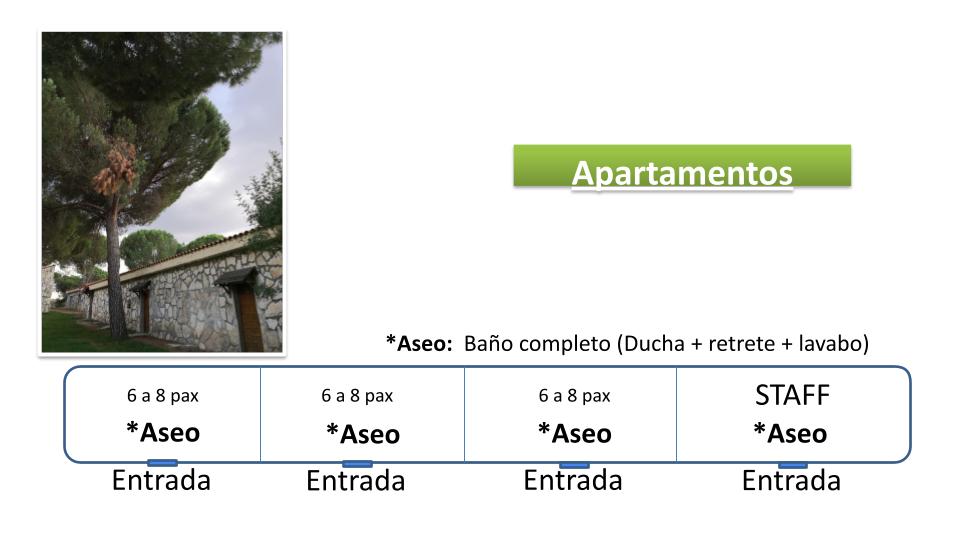 Apartamentos
*Aseo: Baño completo (Ducha + retrete + lavabo)
6 a 8 pax 6 a 8 pax 6 a 8 pax STAFF
*Aseo *Aseo *Aseo *Aseo
Entrada Entrada Entrada Entrada